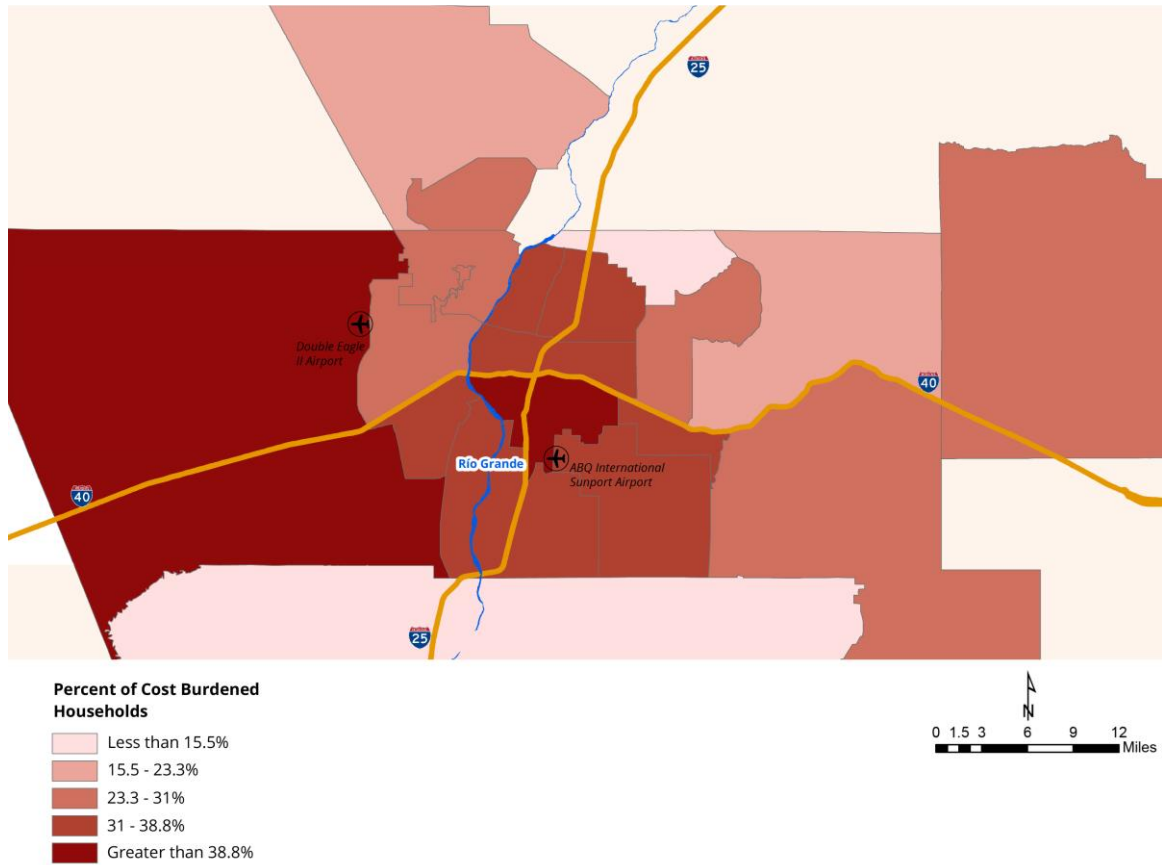 25
Double Eagle
II Airport
40
Río Grande
ABQ International
Sunport Airport
40
25
Percent of Cost Burdened
Households
Less than 15.5%
15.5 - 23.3%
23.3 - 31%
31 - 38.8%
Greater than 38.8%
N
0 1.5 3 6 9 12
Miles